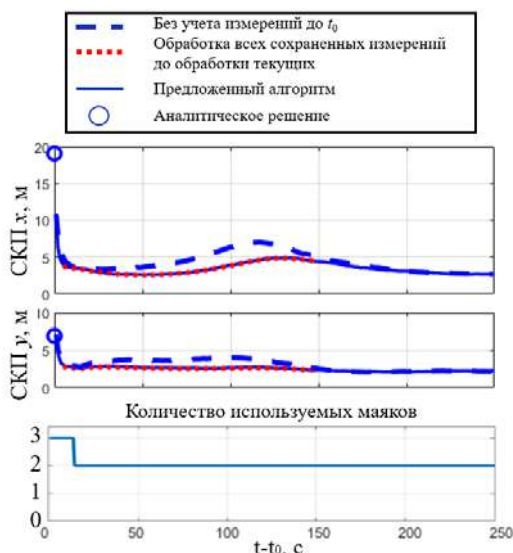 Без учета измерений до t₀
Обработка всех сохраненных измерений
до обработки текущих
Предложенный алгоритм
Аналитическое решение
20
15
10
5
0
СКП x, м
10
5
0
СКП y, м
Количество используемых маяков
3
2
1
0
0 50 100 150 200 250
t-t₀, с